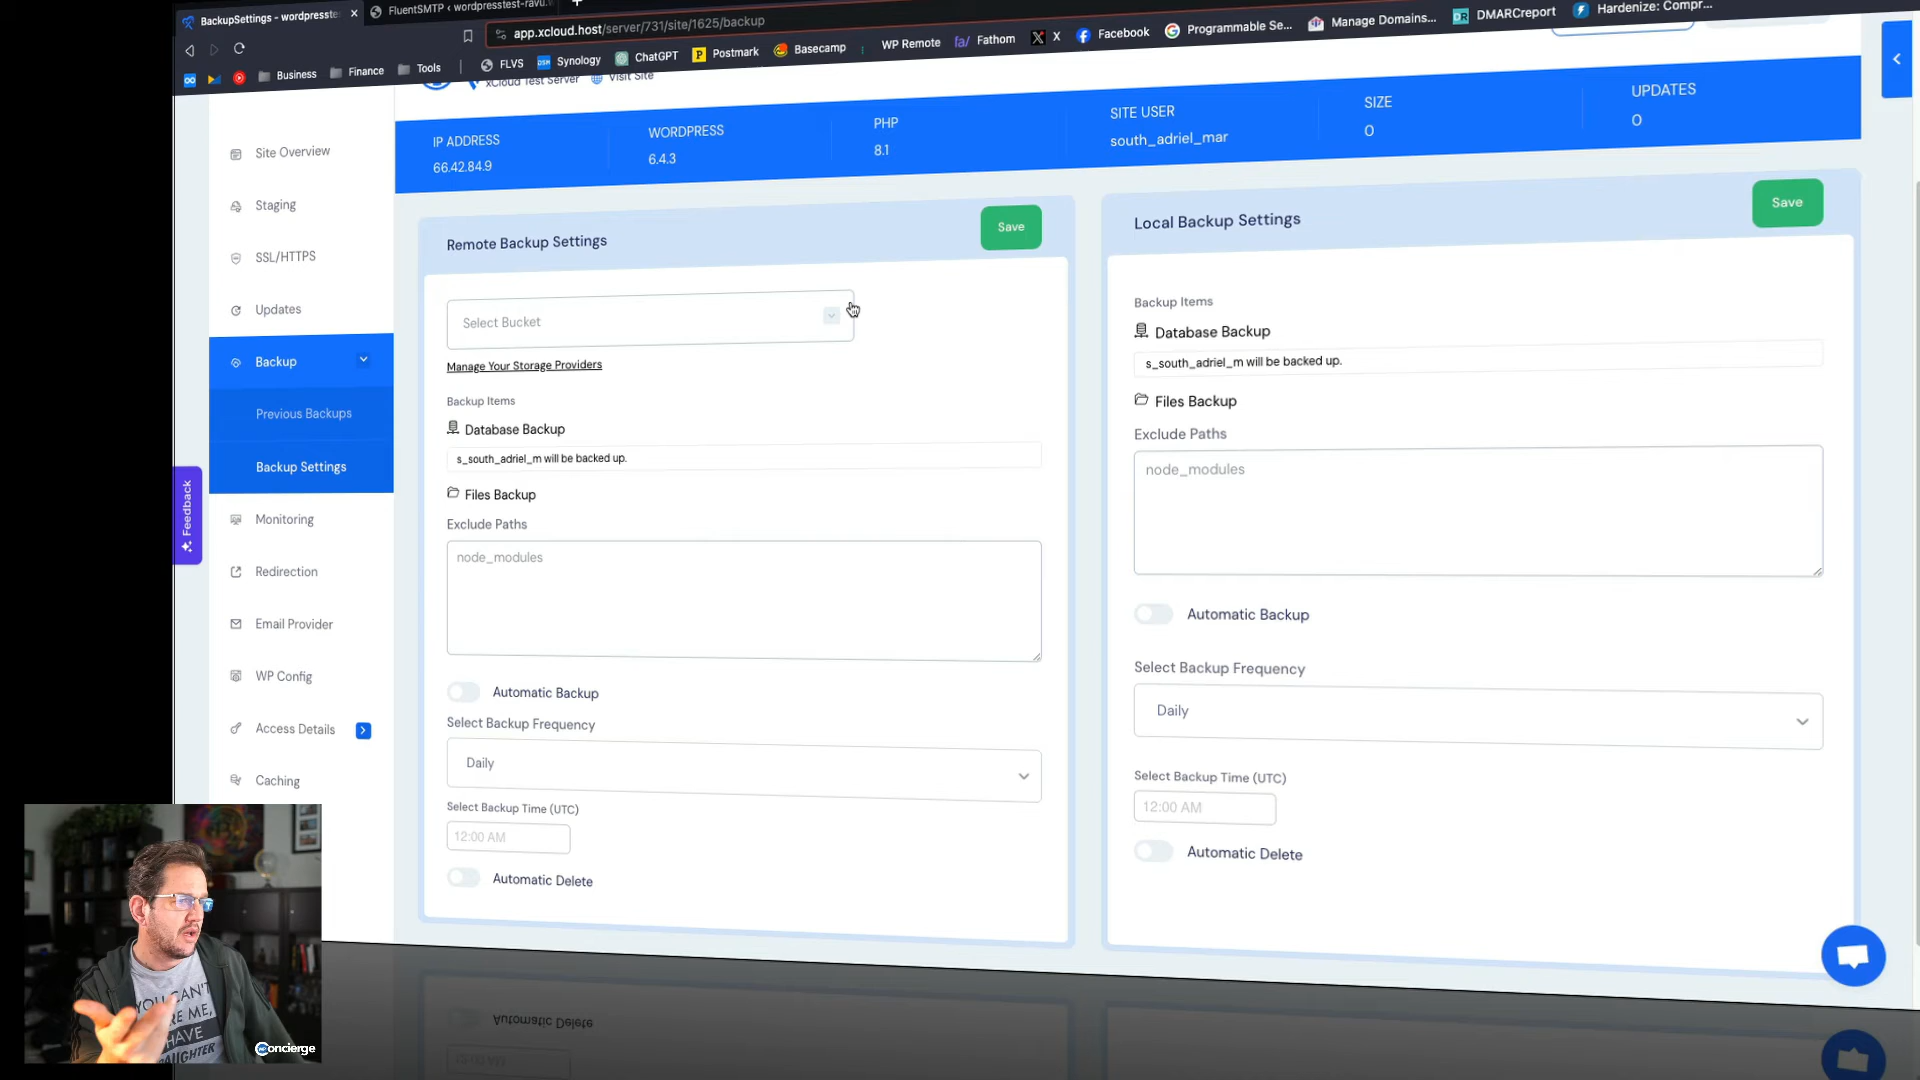 BackupSettings - wordpresste
FluentSMTP ‹ wordpresstest-ravu.
app.xcloud.host/server/731/site/1625/backup
Business
Finance
Tools
FLVS
Synology
ChatGPT
Postmark
Basecamp
WP Remote
Fathom
X
Facebook
Programmable Se...
Manage Domains...
DMARCreport
Hardenize: Compr...
xCloud Test Server
Visit Site
IP ADDRESS
66.42.84.9
WORDPRESS
6.4.3
PHP
8.1
SITE USER
south_adriel_mar
SIZE
0
UPDATES
0
Site Overview
Staging
SSL/HTTPS
Updates
Backup
Previous Backups
Backup Settings
Monitoring
Redirection
Email Provider
WP Config
Access Details
Caching
Feedback
Remote Backup Settings
Save
Select Bucket
Manage Your Storage Providers
Backup Items
Database Backup
s_south_adriel_m will be backed up.
Files Backup
Exclude Paths
node_modules
Automatic Backup
Select Backup Frequency
Daily
Select Backup Time (UTC)
12:00 AM
Automatic Delete
Local Backup Settings
Save
Backup Items
Database Backup
s_south_adriel_m will be backed up.
Files Backup
Exclude Paths
node_modules
Automatic Backup
Select Backup Frequency
Daily
Select Backup Time (UTC)
12:00 AM
Automatic Delete
YOU CAN'T
RE ME,
HAVE
AUGHTER
oncierge